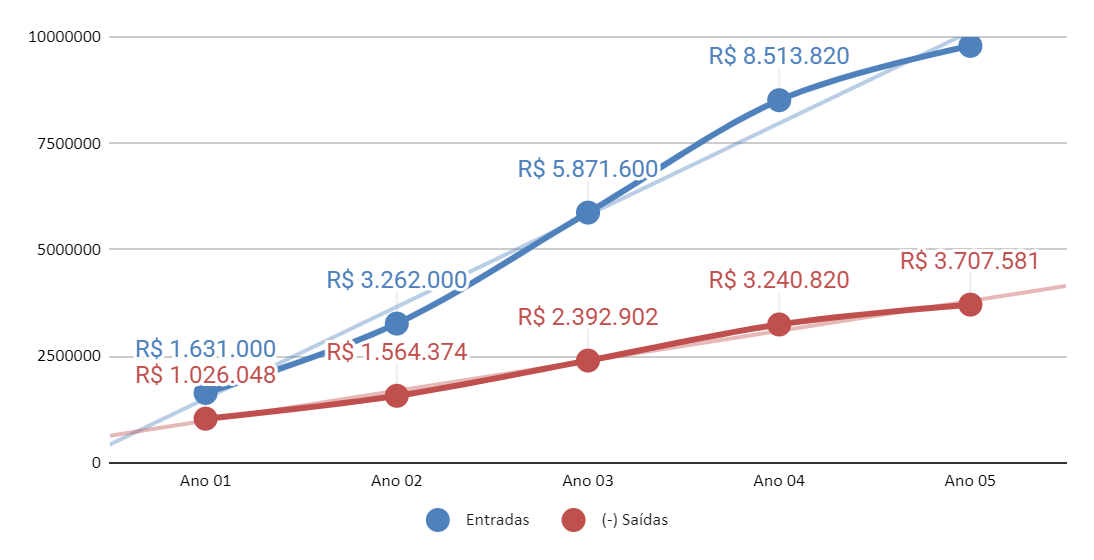 10000000
7500000
5000000
2500000
0
R$ 1.631.000
R$ 3.262.000
R$ 5.871.600
R$ 8.513.820
R$ 1.026.048
R$ 1.564.374
R$ 2.392.902
R$ 3.240.820
R$ 3.707.581
Ano 01
Ano 02
Ano 03
Ano 04
Ano 05
Entradas
(-) Saídas